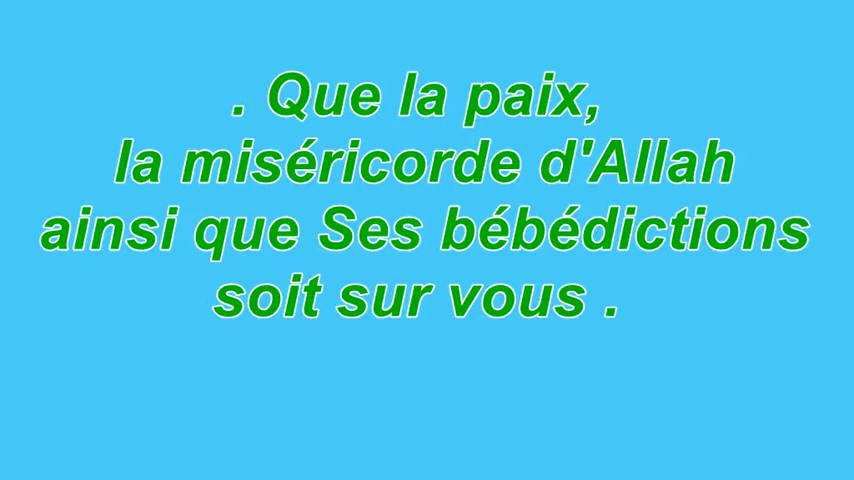 . Que la paix,
la miséricorde d'Allah
ainsi que Ses bébédictions
soit sur vous .